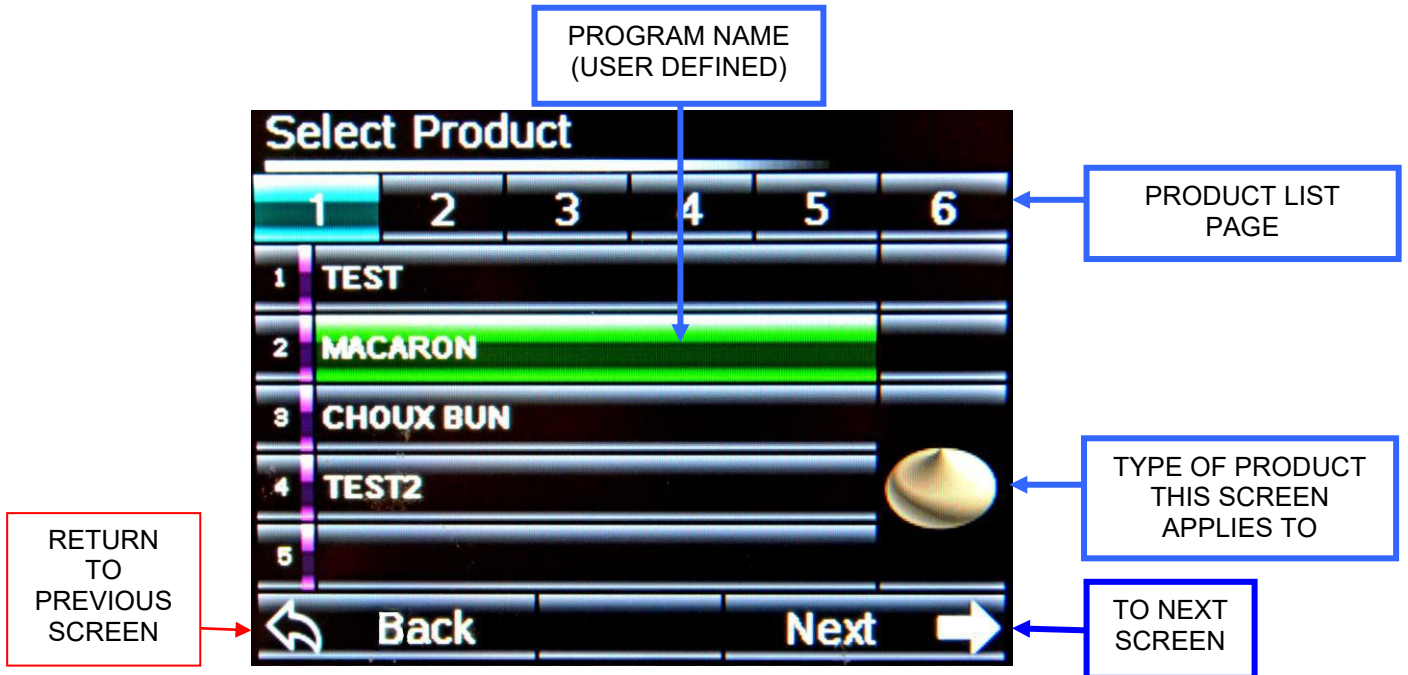 PROGRAM NAME
(USER DEFINED)
Select Product
1 2 3 4 5 6
PRODUCT LIST
PAGE
1 TEST
2 MACARON
3 CHOUX BUN
4 TEST2
5
TYPE OF PRODUCT
THIS SCREEN
APPLIES TO
RETURN
TO
PREVIOUS
SCREEN
Back Next
TO NEXT
SCREEN